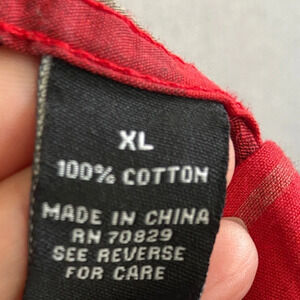 XL
100% COTTON
MADE IN CHINA
RN 70829
SEE REVERSE
FOR CARE